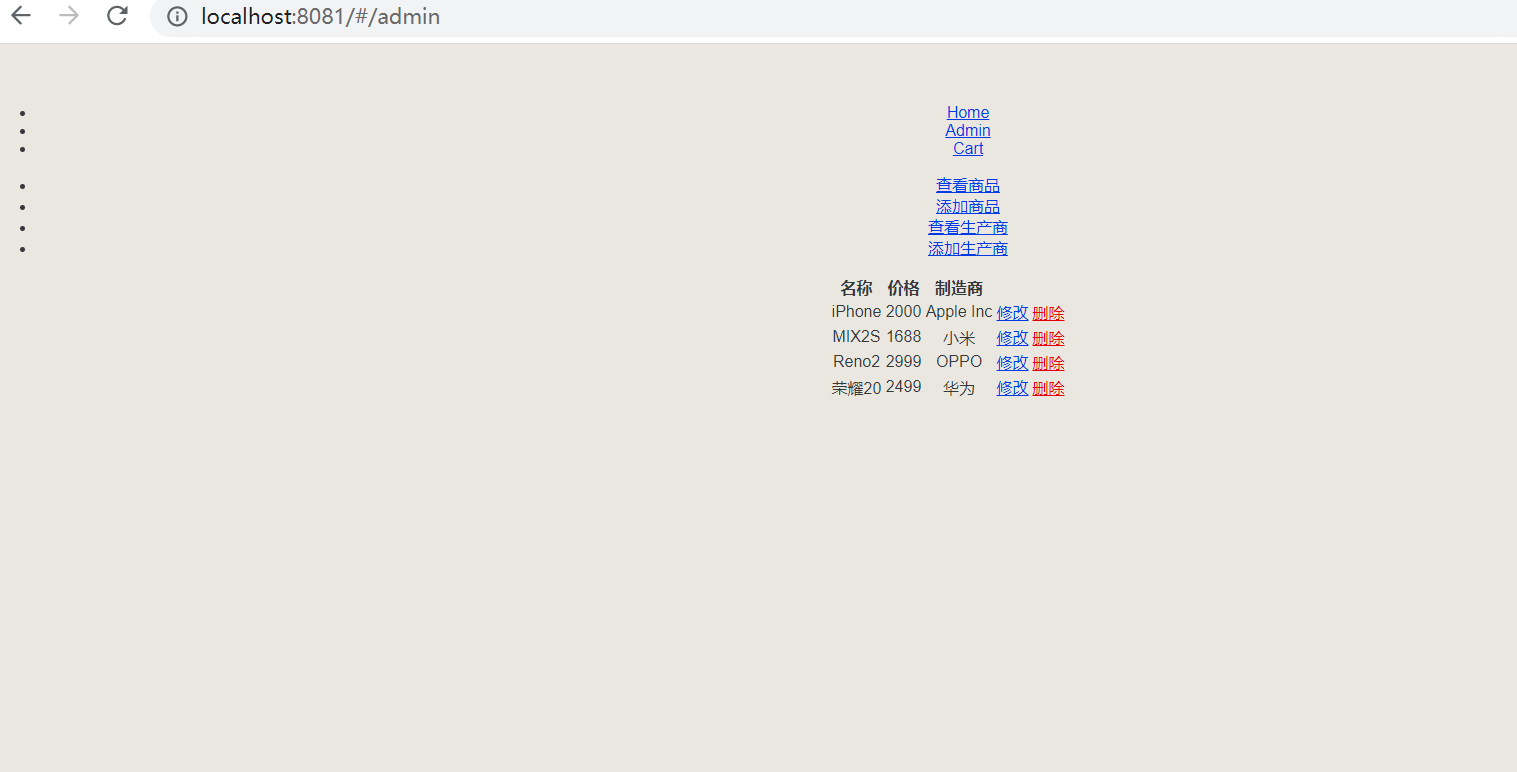 localhost:8081/#/admin
Home
Admin
Cart
查看商品
添加商品
查看生产商
添加生产商
名称 价格 制造商
iPhone 2000 Apple Inc 修改 删除
MIX2S 1688 小米 修改 删除
Reno2 2999 OPPO 修改 删除
荣耀20 2499 华为 修改 删除